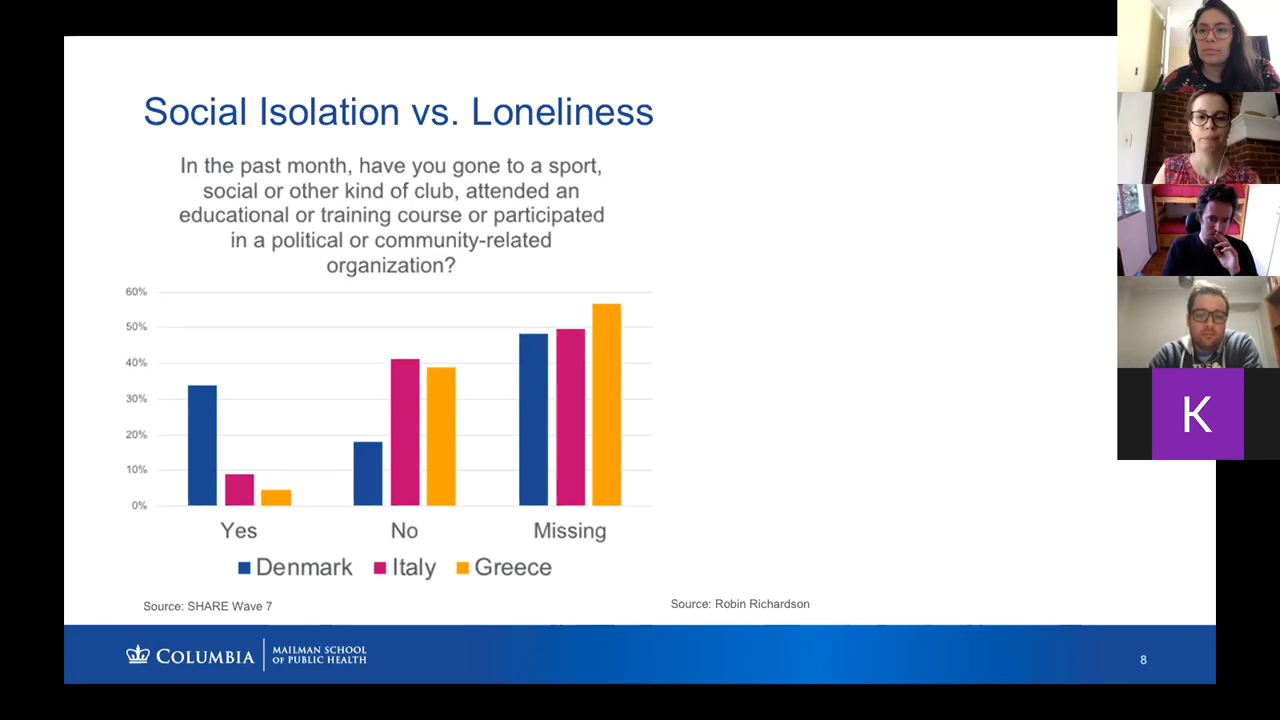 Social Isolation vs. Loneliness
In the past month, have you gone to a sport,
social or other kind of club, attended an
educational or training course or participated
in a political or community-related
organization?
60%
50%
40%
30%
20%
10%
0%
Yes No Missing
Denmark Italy Greece
Source: SHARE Wave 7
Source: Robin Richardson
COLUMBIA
MAILMAN SCHOOL
OF PUBLIC HEALTH
8
K